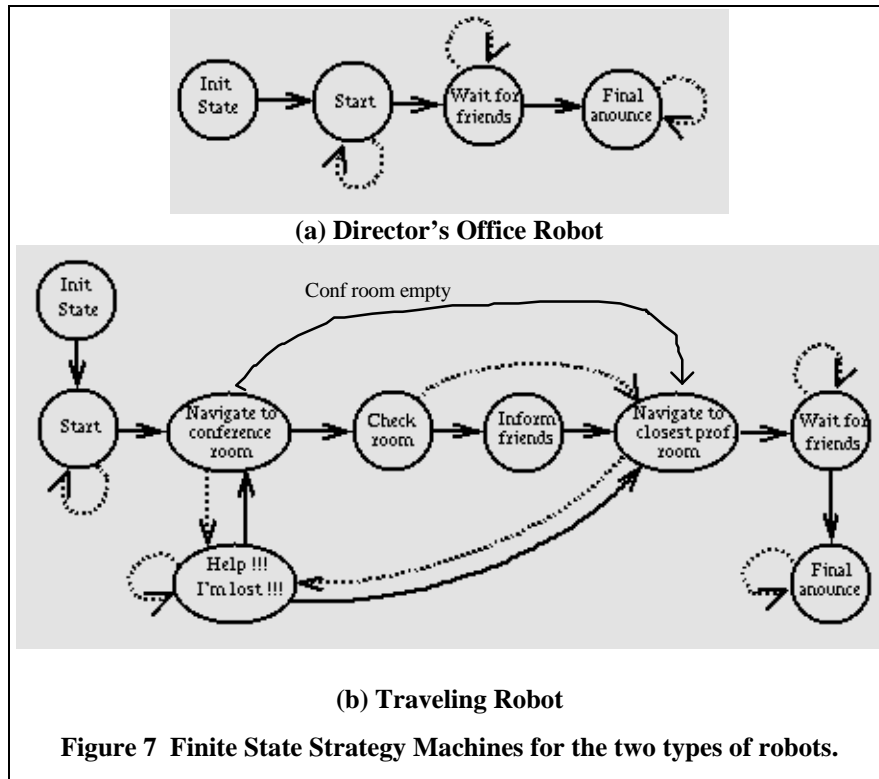 Init
State
Start
Wait for
friends
Final
anounce
(a) Director's Office Robot
Init
State
Conf room empty
Start
Navigate to
conference
room
Check
room
Inform
friends
Navigate to
closest prof.
room
Wait for
friends
Help !!!
I'm lost !!!
Final
anounce
(b) Traveling Robot
Figure 7 Finite State Strategy Machines for the two types of robots.